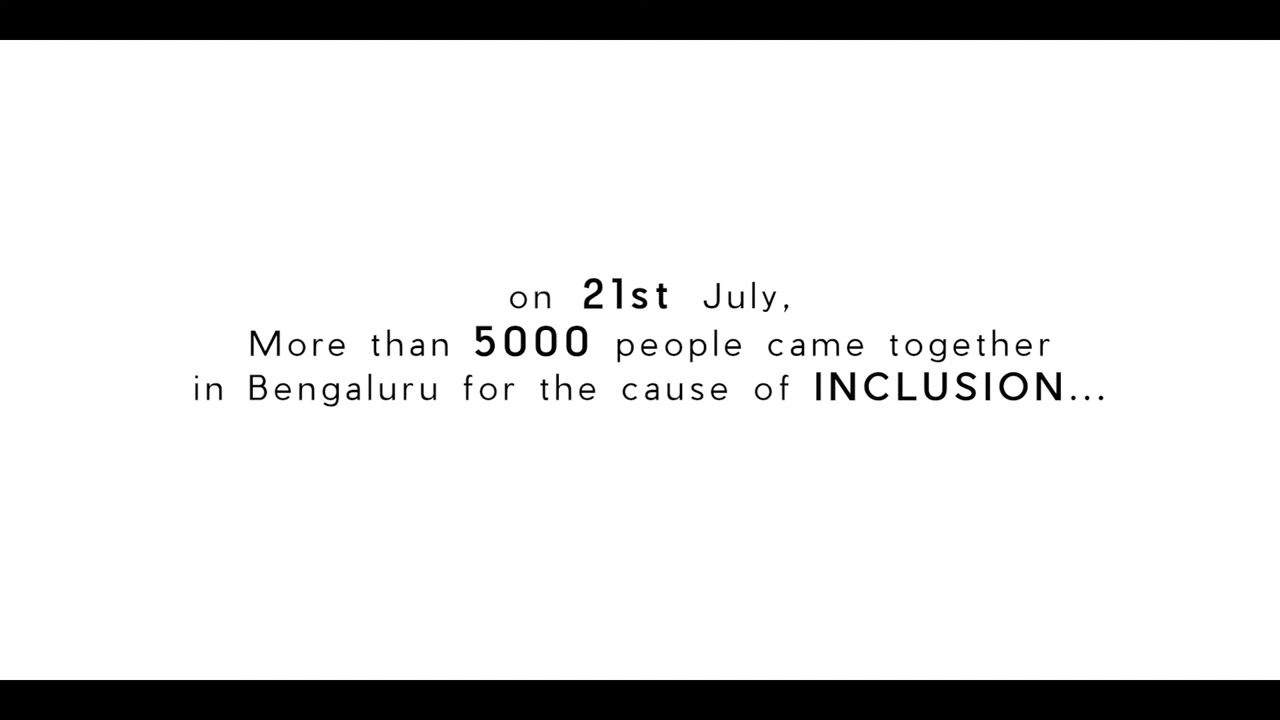 on 21st July,
More than 5000 people came together
in Bengaluru for the cause of INCLUSION...